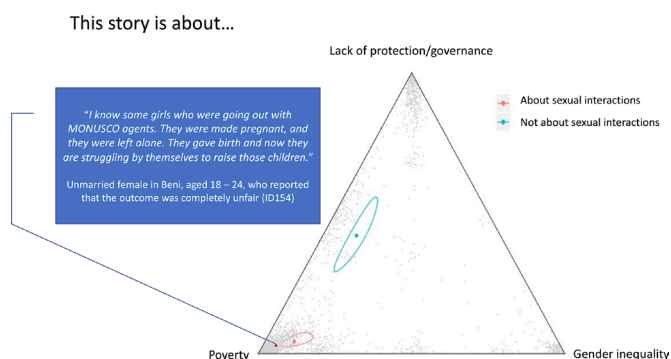 This story is about...
Lack of protection/governance
About sexual interactions
Not about sexual interactions
“I know some girls who were going out with
MONUSCO agents. They were made pregnant, and
they were left alone. They gave birth and now they
are struggling by themselves to raise those children.”
Unmarried female in Beni, aged 18 – 24, who reported
that the outcome was completely unfair (ID154)
Poverty
Gender inequality